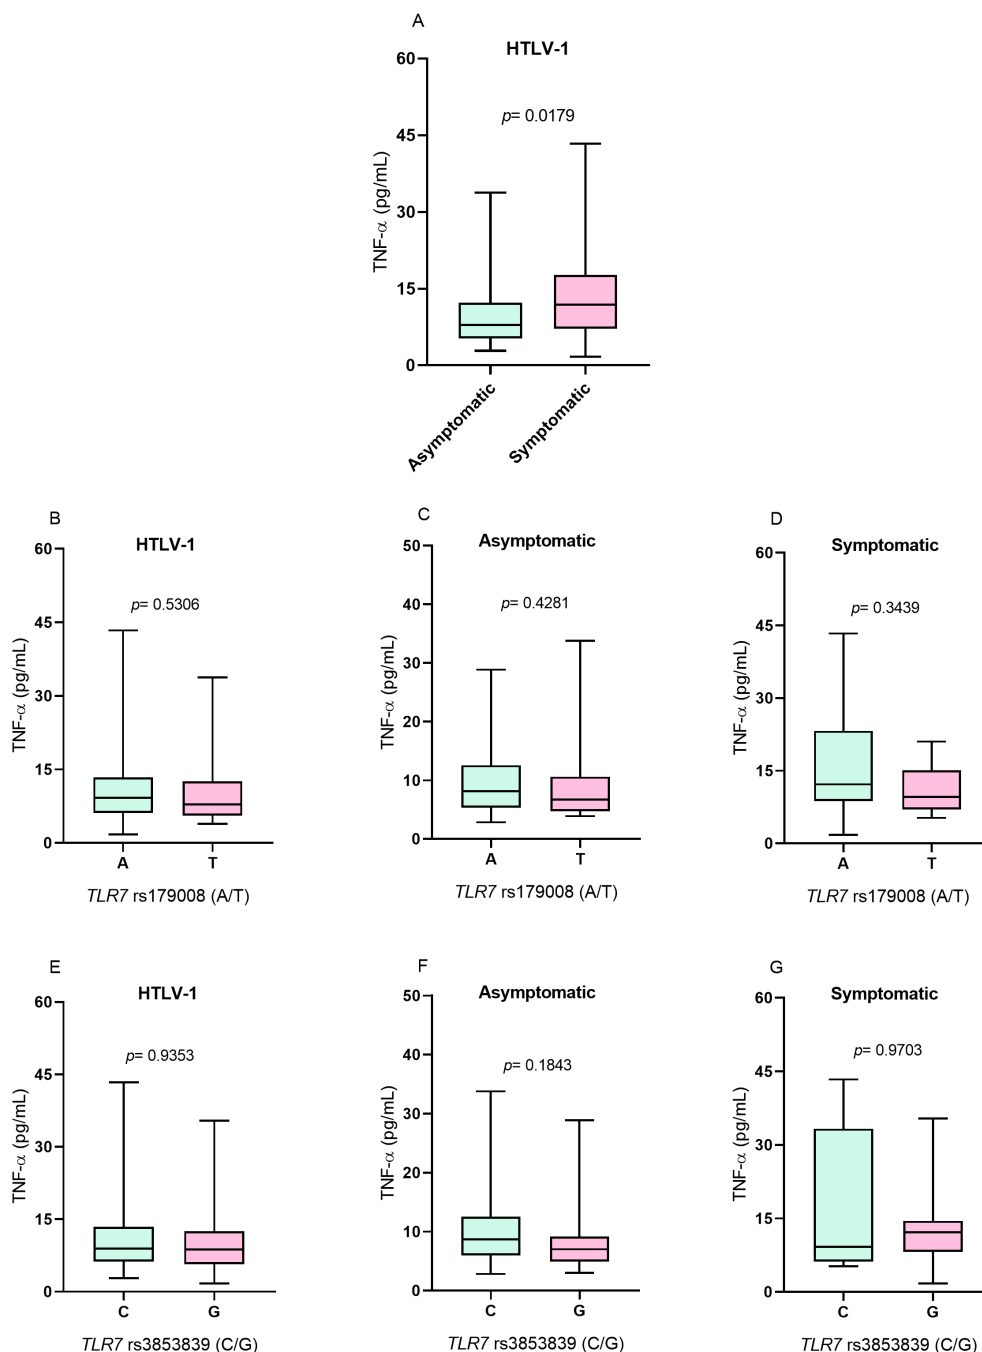 A
HTLV-1
60
p= 0.0179
45
TNF-α (pg/mL)
30
15
0
Asymptomatic
Symptomatic
B
HTLV-1
60
p= 0.5306
45
TNF-α (pg/mL)
30
15
0
A
T
TLR7 rs179008 (A/T)
C
Asymptomatic
50
p= 0.4281
40
TNF-α (pg/mL)
30
20
10
0
A
T
TLR7 rs179008 (A/T)
D
Symptomatic
60
p= 0.3439
45
TNF-α (pg/mL)
30
15
0
A
T
TLR7 rs179008 (A/T)
E
HTLV-1
60
p= 0.9353
45
TNF-α (pg/mL)
30
15
0
C
G
TLR7 rs3853839 (C/G)
F
Asymptomatic
50
p= 0.1843
40
TNF-α (pg/mL)
30
20
10
0
C
G
TLR7 rs3853839 (C/G)
G
Symptomatic
60
p= 0.9703
45
TNF-α (pg/mL)
30
15
0
C
G
TLR7 rs3853839 (C/G)